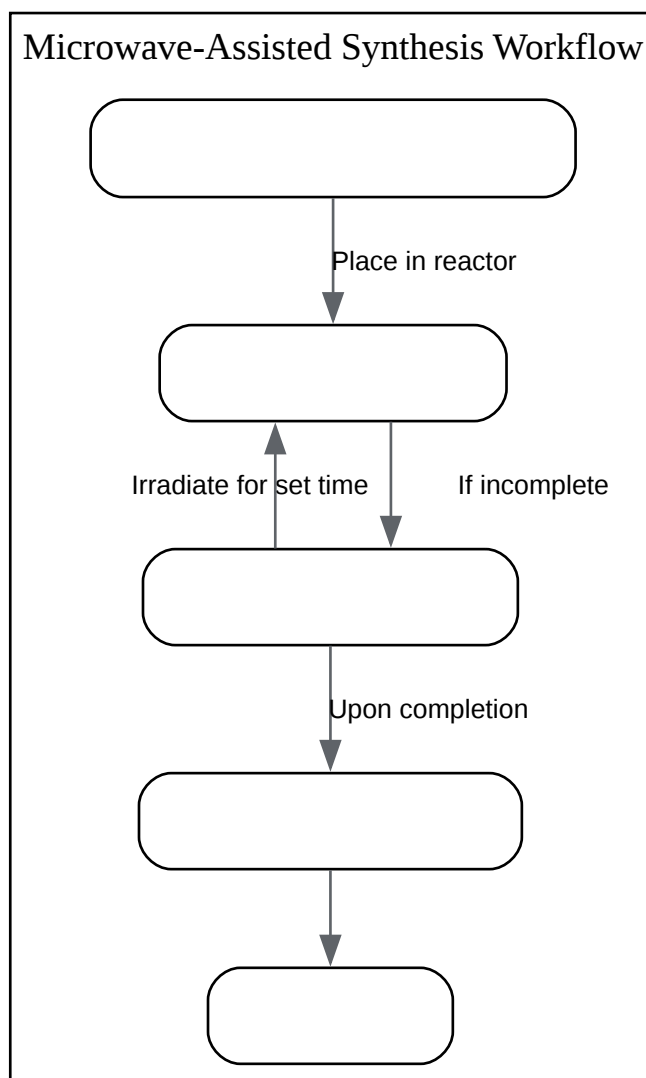 Microwave-Assisted Synthesis Workflow
Place in reactor
Irradiate for set time
If incomplete
Upon completion